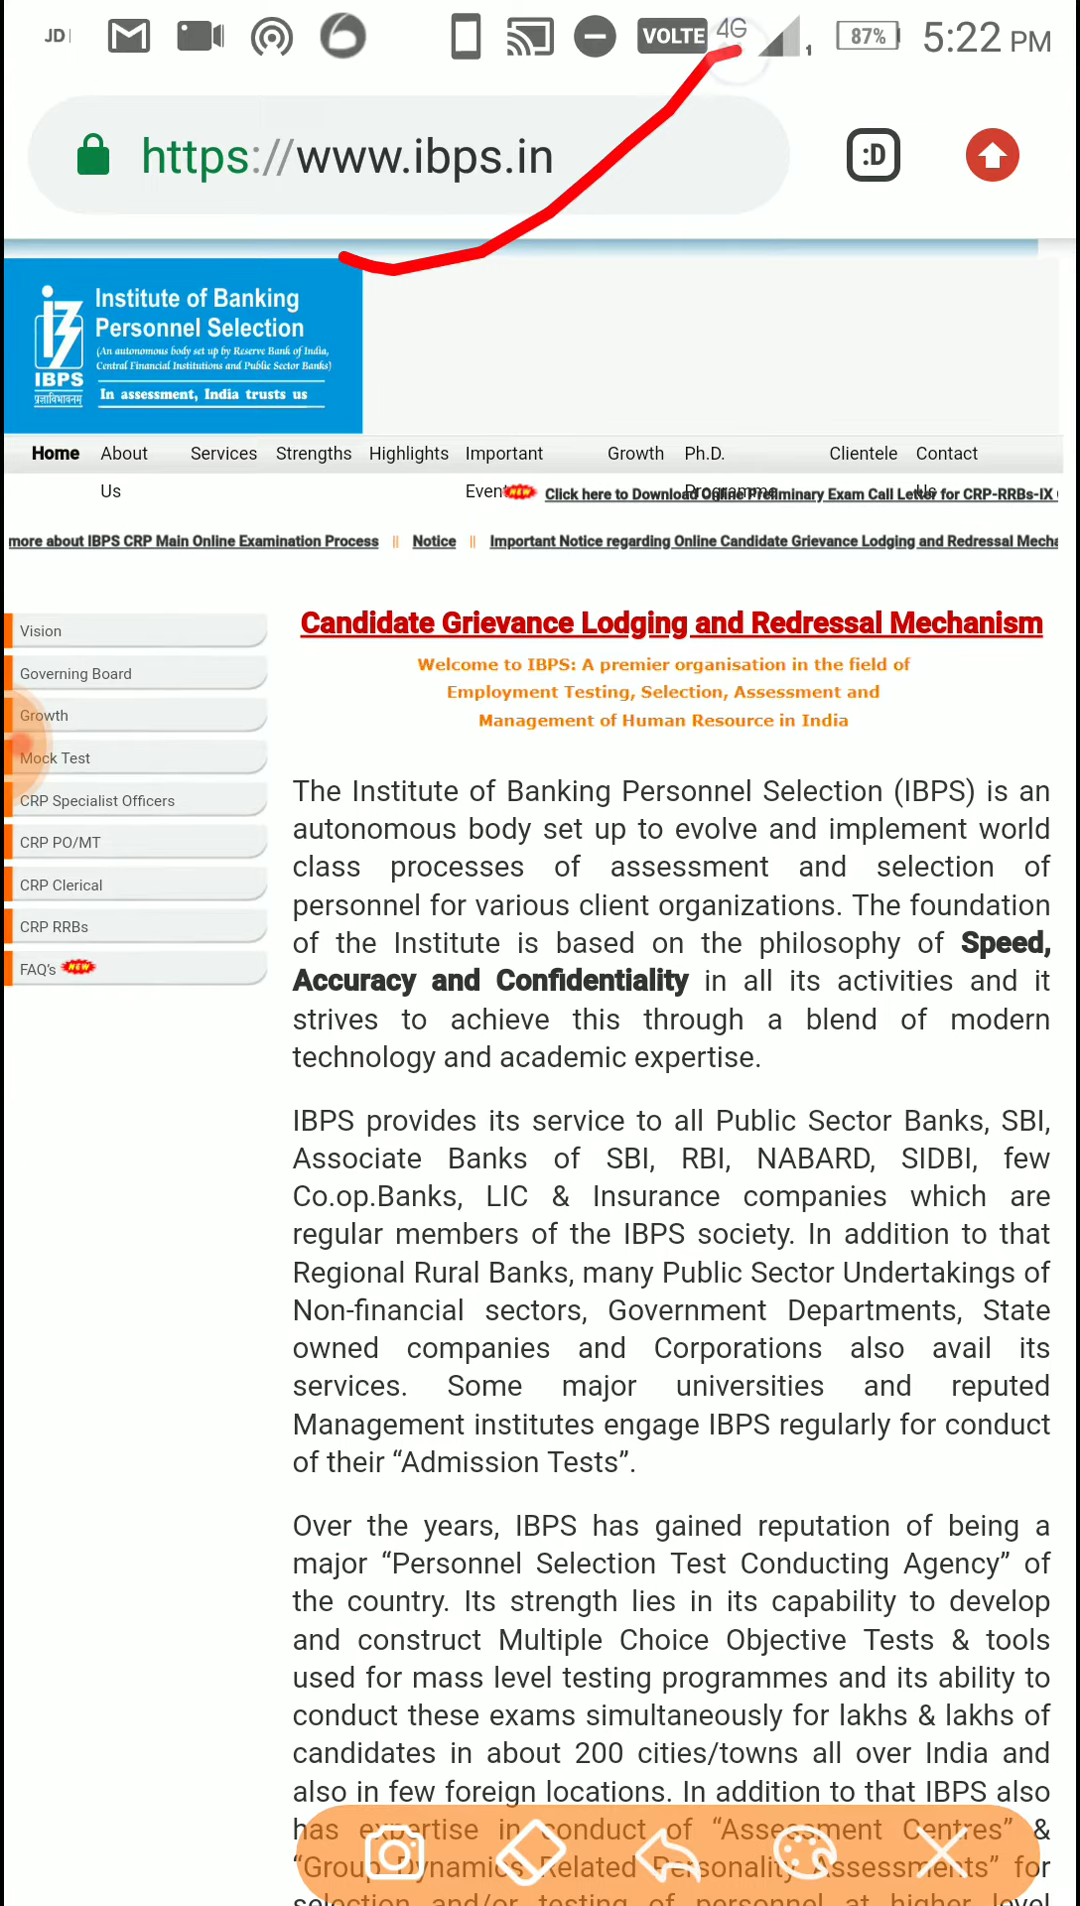 JD
VOLTE 4G 1 87% 5:22 PM
https://www.ibps.in :D
Institute of Banking
Personnel Selection
(An autonomous body set up by Reserve Bank of India,
Central Financial Institutions and Public Sector Banks)
IBPS
In assessment, India trusts us
Home About Us Services Strengths Highlights Important Event Growth Ph.D. Programme Clientele Contact Us
NEW Click here to Download Online Preliminary Exam Call Letter for CRP-RRBs-IX
more about IBPS CRP Main Online Examination Process || Notice || Important Notice regarding Online Candidate Grievance Lodging and Redressal Mecha
Vision
Governing Board
Growth
Mock Test
CRP Specialist Officers
CRP PO/MT
CRP Clerical
CRP RRBs
FAQ's NEW
Candidate Grievance Lodging and Redressal Mechanism
Welcome to IBPS: A premier organisation in the field of
Employment Testing, Selection, Assessment and
Management of Human Resource in India
The Institute of Banking Personnel Selection (IBPS) is an
autonomous body set up to evolve and implement world
class processes of assessment and selection of
personnel for various client organizations. The foundation
of the Institute is based on the philosophy of Speed,
Accuracy and Confidentiality in all its activities and it
strives to achieve this through a blend of modern
technology and academic expertise.
IBPS provides its service to all Public Sector Banks, SBI,
Associate Banks of SBI, RBI, NABARD, SIDBI, few
Co.op.Banks, LIC & Insurance companies which are
regular members of the IBPS society. In addition to that
Regional Rural Banks, many Public Sector Undertakings of
Non-financial sectors, Government Departments, State
owned companies and Corporations also avail its
services. Some major universities and reputed
Management institutes engage IBPS regularly for conduct
of their “Admission Tests”.
Over the years, IBPS has gained reputation of being a
major “Personnel Selection Test Conducting Agency” of
the country. Its strength lies in its capability to develop
and construct Multiple Choice Objective Tests & tools
used for mass level testing programmes and its ability to
conduct these exams simultaneously for lakhs & lakhs of
candidates in about 200 cities/towns all over India and
also in few foreign locations. In addition to that IBPS also
has expertise in conduct of “Assessment Centres” &
“Group Dynamics Related Personality Assessments” for
selection and/or testing of personnel at higher level